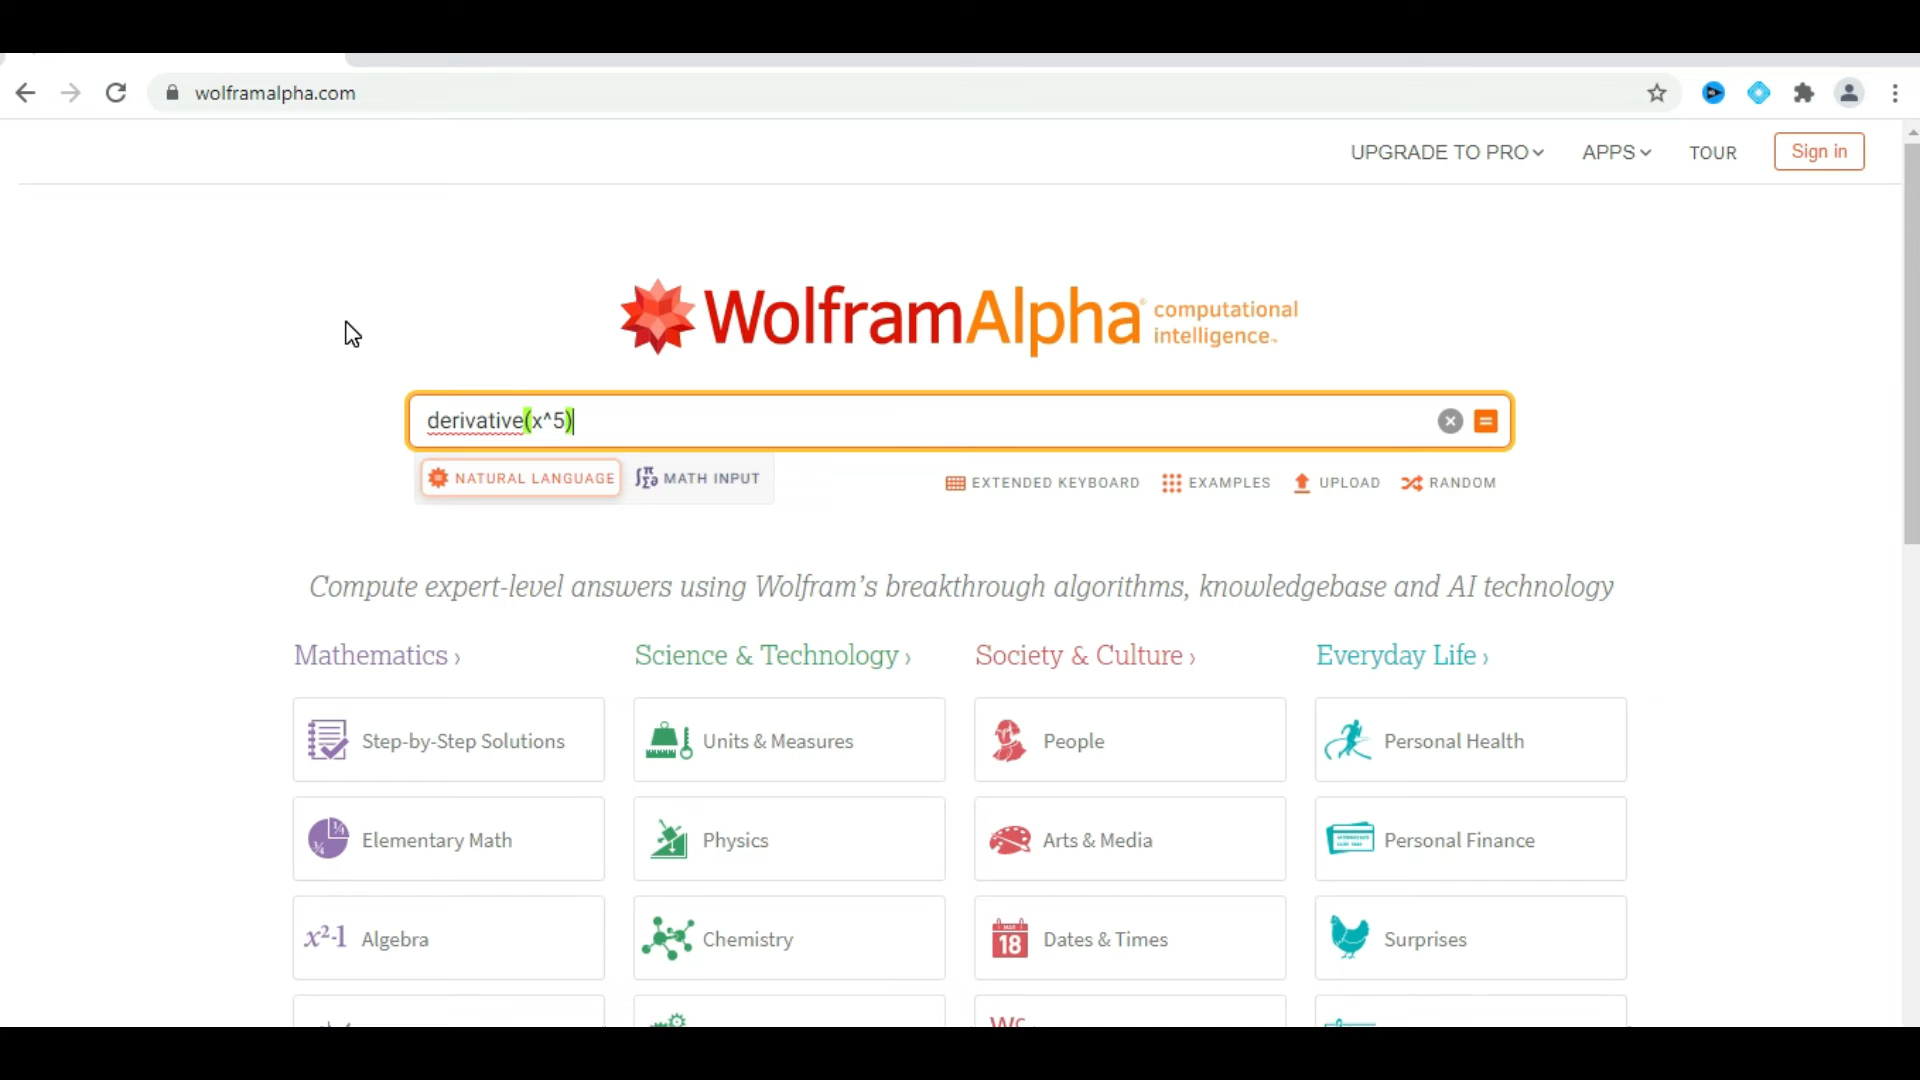 wolframalpha.com
UPGRADE TO PRO APPS TOUR Sign in
WolframAlpha® computational intelligence™
derivative(x^5)
NATURAL LANGUAGE MATH INPUT EXTENDED KEYBOARD EXAMPLES UPLOAD RANDOM
Compute expert-level answers using Wolfram's breakthrough algorithms, knowledgebase and AI technology
Mathematics › Science & Technology › Society & Culture › Everyday Life ›
Step-by-Step Solutions Units & Measures People Personal Health
Elementary Math Physics Arts & Media Personal Finance
x²-1 Algebra Chemistry 18 Dates & Times Surprises